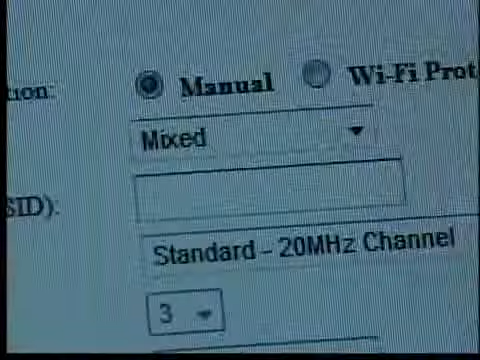 tion: Manual Wi-Fi Prot
Mixed
SID):
Standard - 20MHz Channel
3